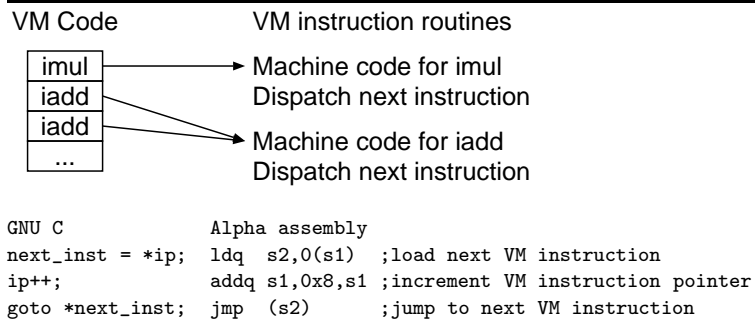 VM Code VM instruction routines
imul Machine code for imul
iadd Dispatch next instruction
iadd Machine code for iadd
... Dispatch next instruction
GNU C Alpha assembly
next_inst = *ip; ldq s2,0(s1) ;load next VM instruction
ip++; addq s1,0x8,s1 ;increment VM instruction pointer
goto *next_inst; jmp (s2) ;jump to next VM instruction